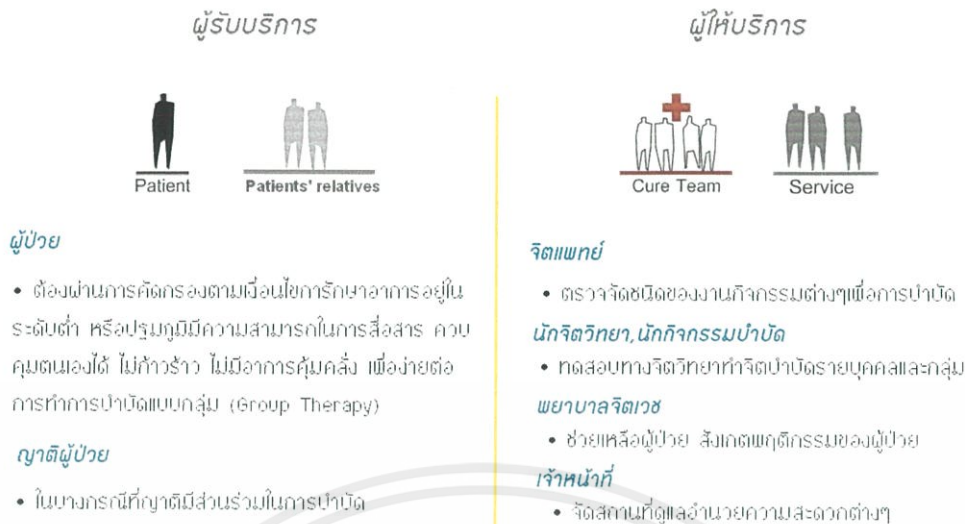 ผู้รับบริการ
Patient
Patients' relatives
ผู้ป่วย
• ต้องผ่านการคัดกรองตามเงื่อนไขการักษาอาการอยู่ใน
ระดับต่ำ หรือปฐมภูมิมีความสามารถในการสื่อสาร ควบ
คุมตนเองได้ ไม่ก้าวร้าว ไม่มีอาการคุ้มคลั่ง เพื่อง่ายต่อ
การทำการบำบัดแบบกลุ่ม (Group Therapy)
ญาติผู้ป่วย
• ในบางกรณีที่ญาติมีส่วนร่วมในการบำบัด
ผู้ให้บริการ
Cure Team
Service
จิตแพทย์
• ตรวจจัดชนิดของงานกิจกรรมต่างๆเพื่อการบำบัด
นักจิตวิทยา,นักกิจกรรมบำบัด
• ทดสอบทางจิตวิทยาทำจิตบำบัดรายบุคคลและกลุ่ม
พยาบาลจิตเวช
• ช่วยเหลือผู้ป่วย สังเกตพฤติกรรมของผู้ป่วย
เจ้าหน้าที่
• จัดสถานที่ดูแลอำนวยความสะดวกต่างๆ